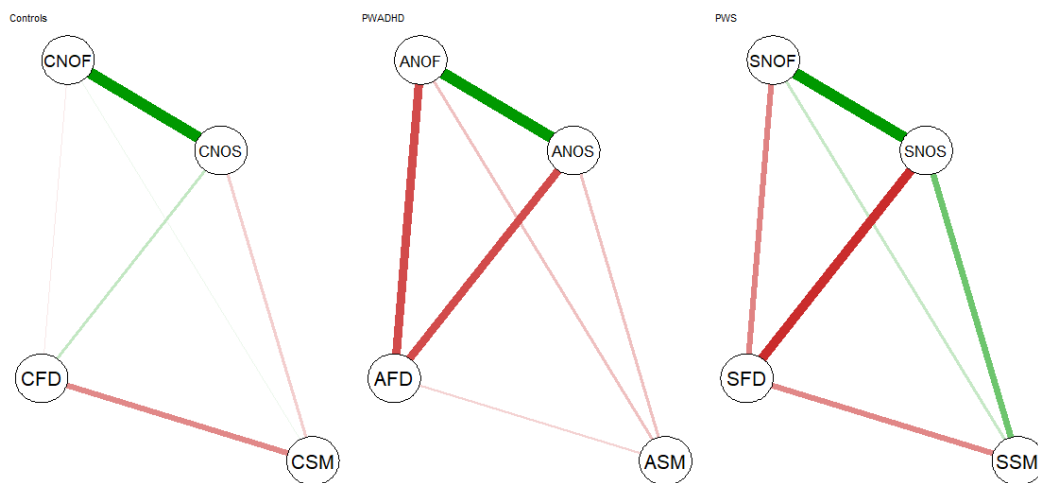 Controls
CNOF
CNOS
CFD
CSM
PWADHD
ANOF
ANOS
AFD
ASM
PWS
SNOF
SNOS
SFD
SSM